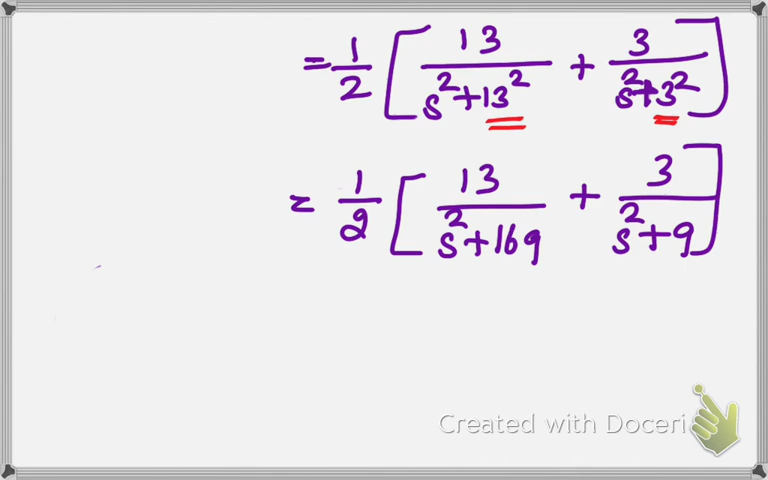 = 1/2 [ 13/(s²+13²) + 3/(s²+3²) ]
= 1/2 [ 13/(s²+169) + 3/(s²+9) ]
Created with Doceri